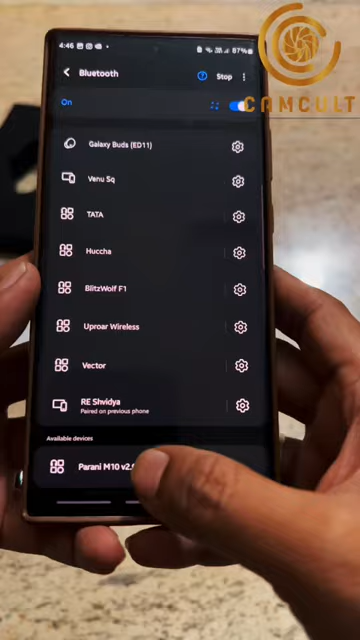 4:46
87%
CAMCULT
Bluetooth
Stop
On
Galaxy Buds (ED11)
Venu Sq
TATA
Huccha
BlitzWolf F1
Uproar Wireless
Vector
RE Shvidya
Paired on previous phone
Available devices
Parani M10